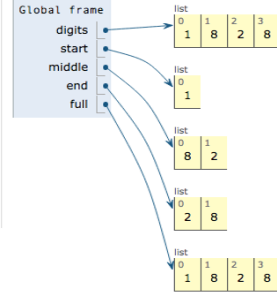 Global frame
digits
start
middle
end
full
list
0 1 2 3
1 8 2 8
list
0
1
list
0 1
8 2
list
0 1
2 8
list
0 1 2 3
1 8 2 8